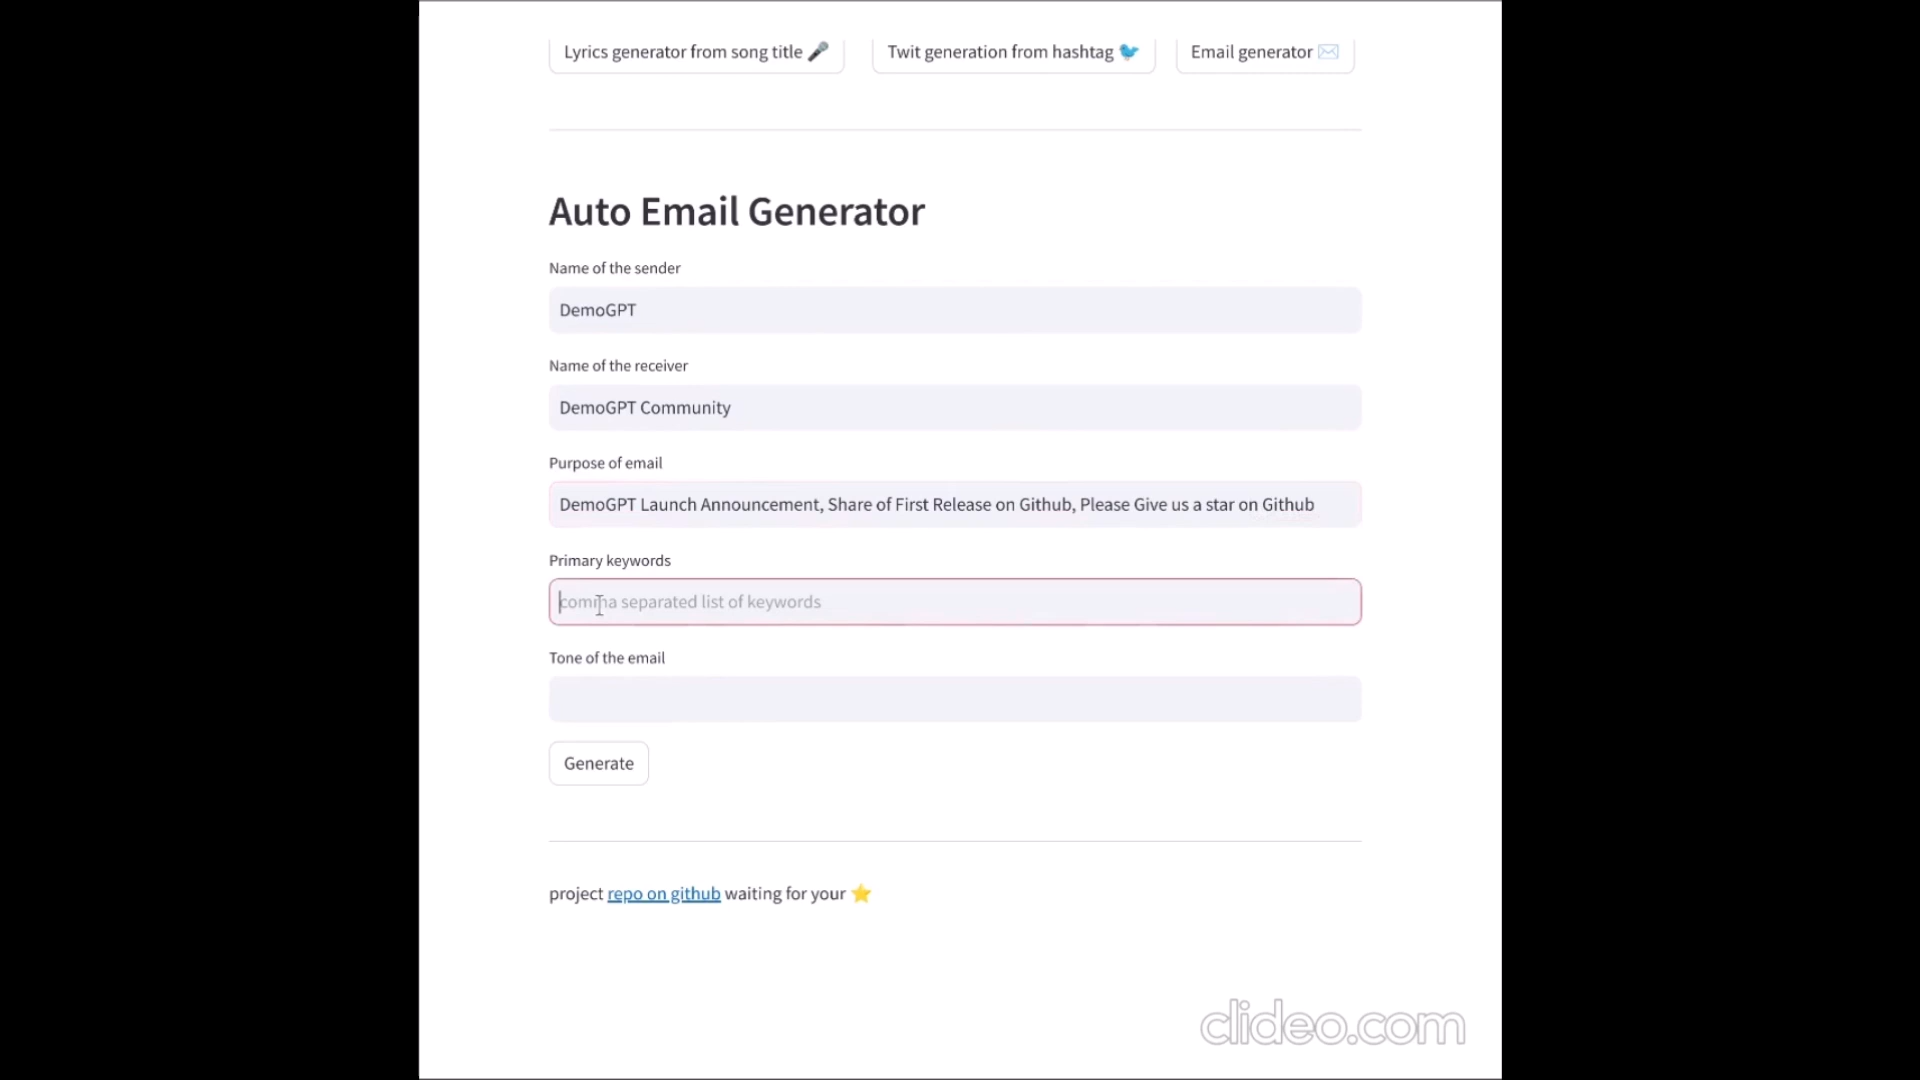 Lyrics generator from song title 🎤 Twit generation from hashtag 🐦 Email generator ✉️
Auto Email Generator
Name of the sender
DemoGPT
Name of the receiver
DemoGPT Community
Purpose of email
DemoGPT Launch Announcement, Share of First Release on Github, Please Give us a star on Github
Primary keywords
comma separated list of keywords
Tone of the email
Generate
project repo on github waiting for your ⭐
clideo.com